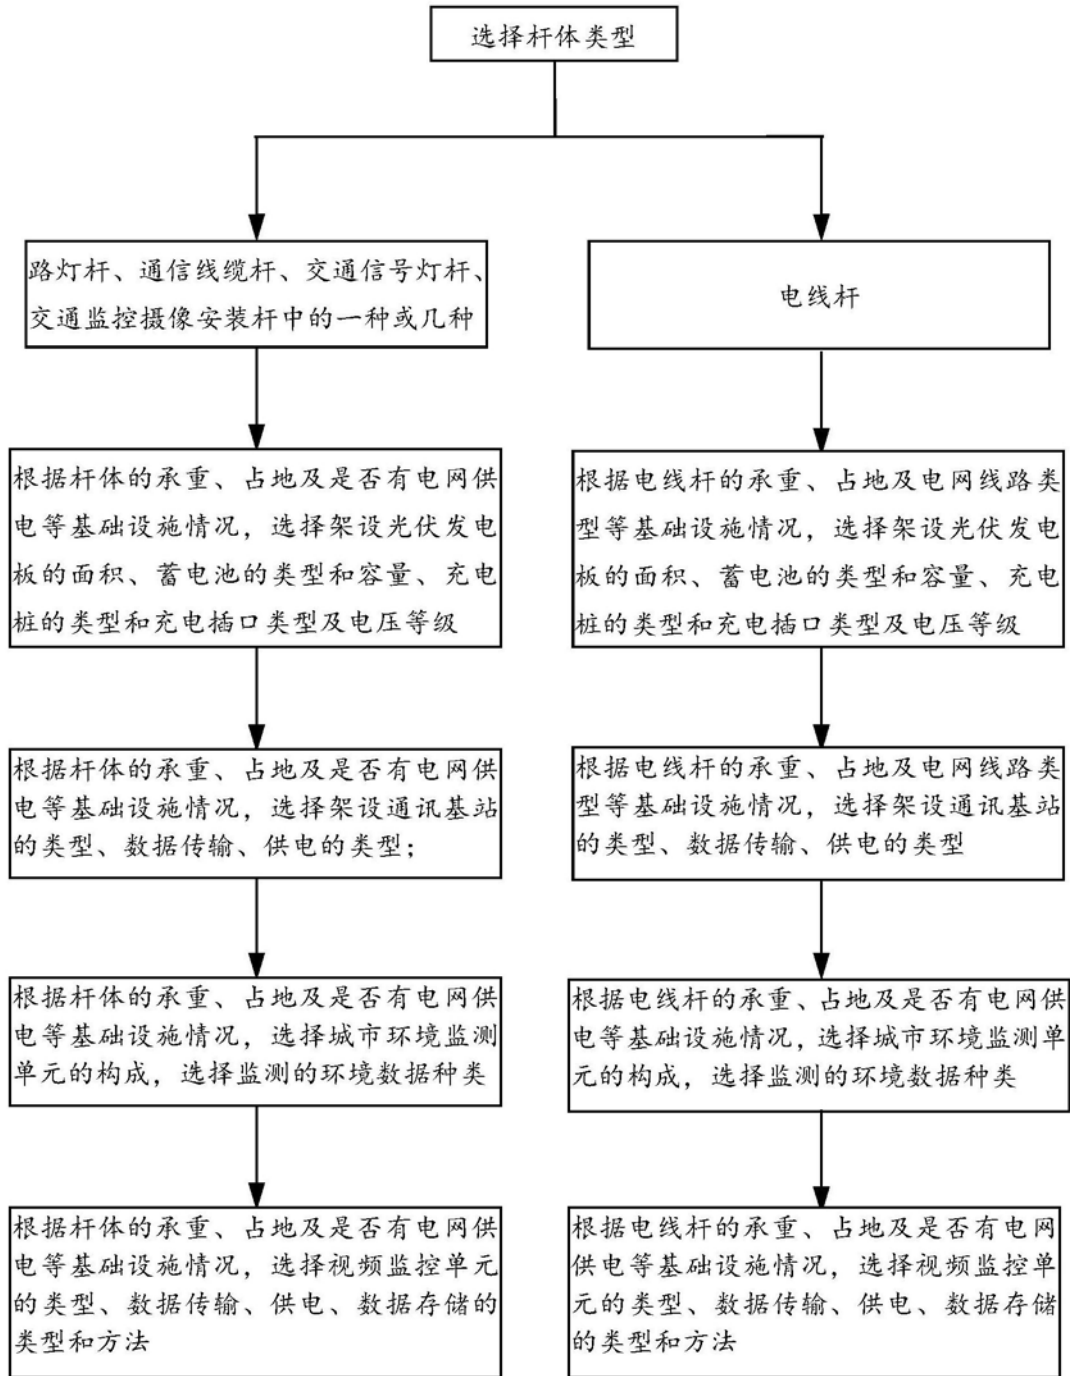 选择杆体类型
路灯杆、通信线缆杆、交通信号灯杆、
交通监控摄像安装杆中的一种或几种
根据杆体的承重、占地及是否有电网供
电等基础设施情况，选择架设光伏发电
板的面积、蓄电池的类型和容量、充电
桩的类型和充电插口类型及电压等级
根据杆体的承重、占地及是否有电网供
电等基础设施情况，选择架设通讯基站
的类型、数据传输、供电的类型；
根据杆体的承重、占地及是否有电网供
电等基础设施情况，选择城市环境监测
单元的构成，选择监测的环境数据种类
根据杆体的承重、占地及是否有电网供
电等基础设施情况，选择视频监控单元
的类型、数据传输、供电、数据存储的
类型和方法
电线杆
根据电线杆的承重、占地及电网线路类
型等基础设施情况，选择架设光伏发电
板的面积、蓄电池的类型和容量、充电
桩的类型和充电插口类型及电压等级
根据电线杆的承重、占地及电网线路类
型等基础设施情况，选择架设通讯基站
的类型、数据传输、供电的类型
根据电线杆的承重、占地及是否有电网供
电等基础设施情况，选择城市环境监测单
元的构成，选择监测的环境数据种类
根据电线杆的承重、占地及是否有电网
供电等基础设施情况，选择视频监控单
元的类型、数据传输、供电、数据存储
的类型和方法